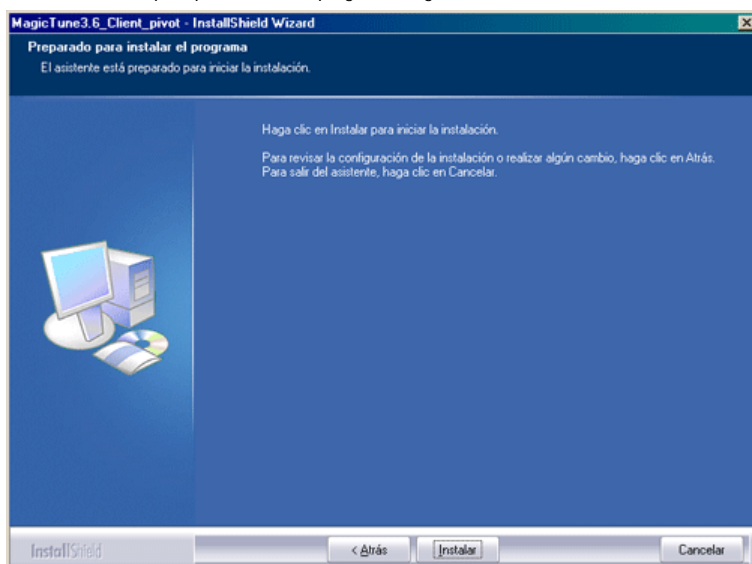 MagicTune3.6_Client_pivot - InstallShield Wizard
Preparado para instalar el programa
El asistente está preparado para iniciar la instalación.
Haga clic en Instalar para iniciar la instalación.
Para revisar la configuración de la instalación o realizar algún cambio, haga clic en Atrás.
Para salir del asistente, haga clic en Cancelar.
InstallShield
< Atrás
Instalar
Cancelar